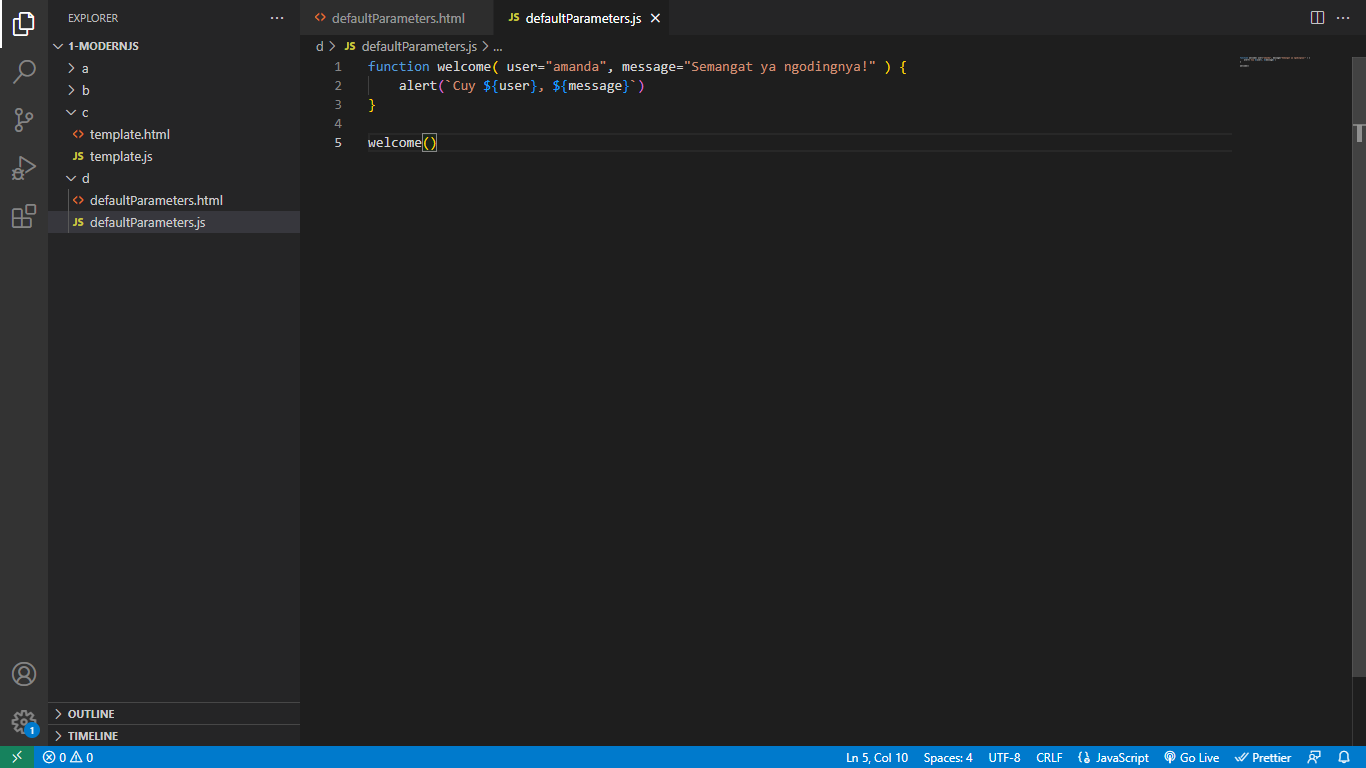 EXPLORER
defaultParameters.html
JS defaultParameters.js
1-MODERNJS
d JS defaultParameters.js ...
a
b
c
template.html
JS template.js
d
defaultParameters.html
JS defaultParameters.js
1 function welcome( user="amanda", message="Semangat ya ngodingnya!" ) {
2 alert(`Cuy ${user}, ${message}`)
3 }
4
5 welcome()
OUTLINE
TIMELINE
1
0 0
Ln 5, Col 10 Spaces: 4 UTF-8 CRLF {} JavaScript Go Live Prettier